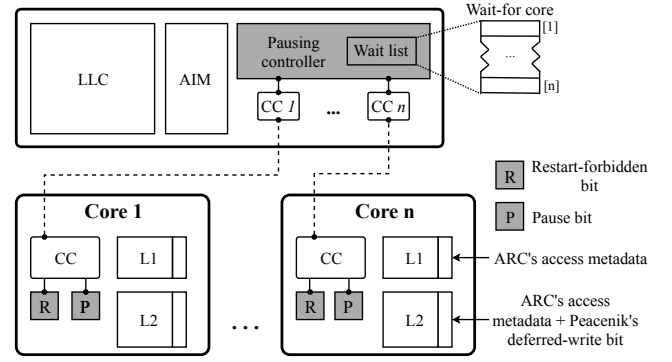 Wait-for core
[1]
...
[n]
LLC
AIM
Pausing
controller
Wait list
CC 1
...
CC n
Core 1
CC
R
P
L1
L2
...
Core n
CC
R
P
L1
L2
R
Restart-forbidden
bit
P
Pause bit
ARC's access metadata
ARC's access
metadata + Peacenik's
deferred-write bit